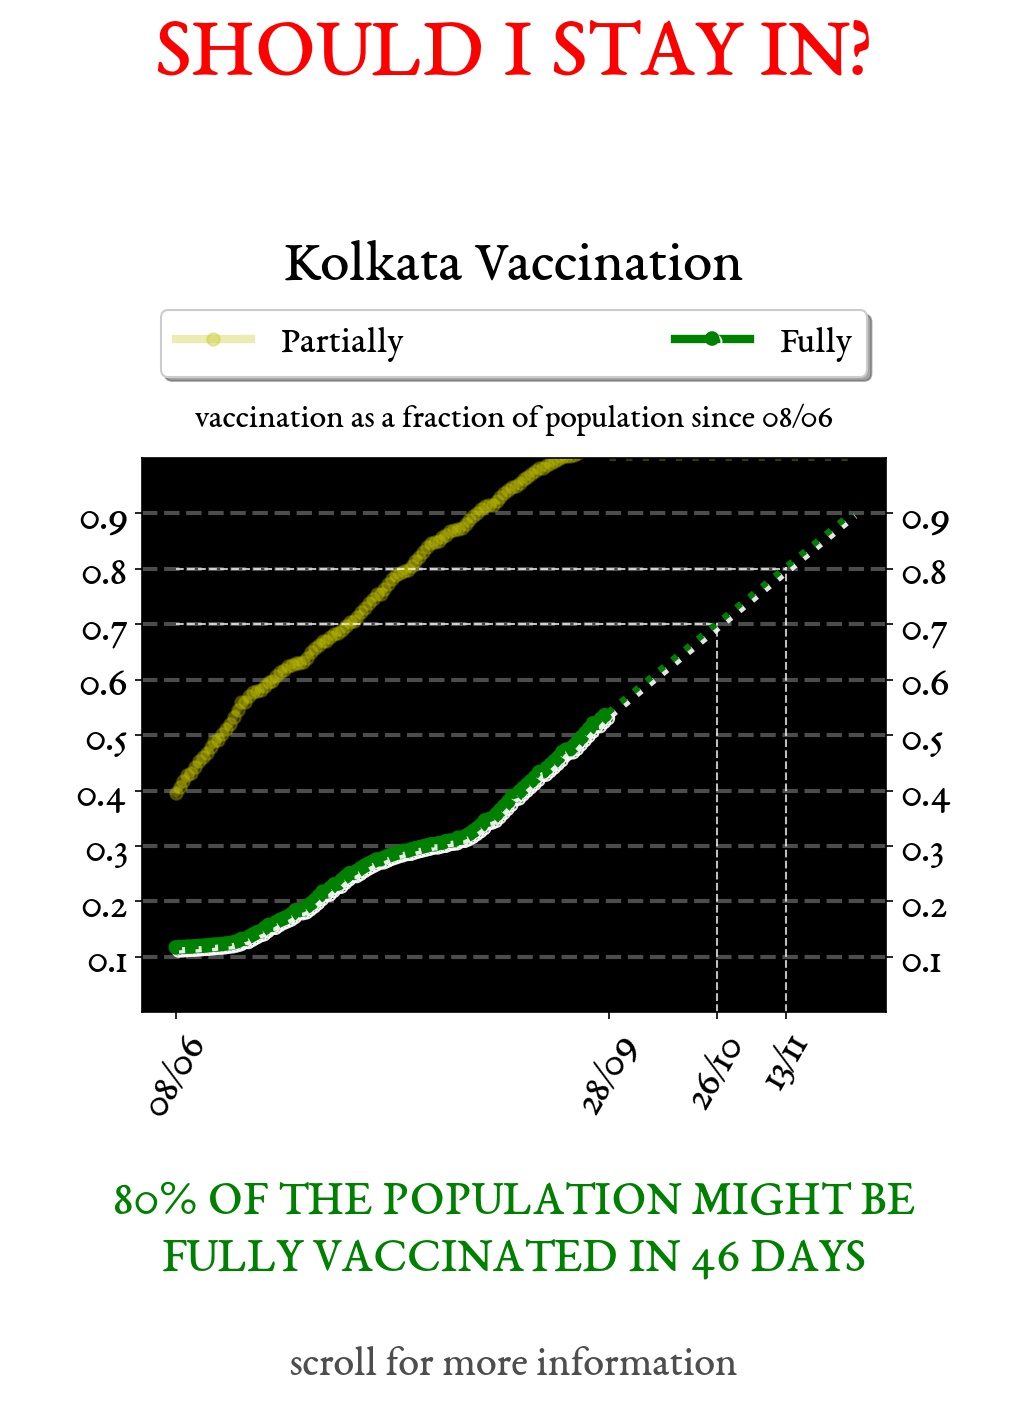 SHOULD I STAY IN?
Kolkata Vaccination
Partially
Fully
vaccination as a fraction of population since 08/06
0.9 0.9
0.8 0.8
0.7 0.7
0.6 0.6
0.5 0.5
0.4 0.4
0.3 0.3
0.2 0.2
0.1 0.1
08/06 28/09 26/10 13/11
80% OF THE POPULATION MIGHT BE
FULLY VACCINATED IN 46 DAYS
scroll for more information